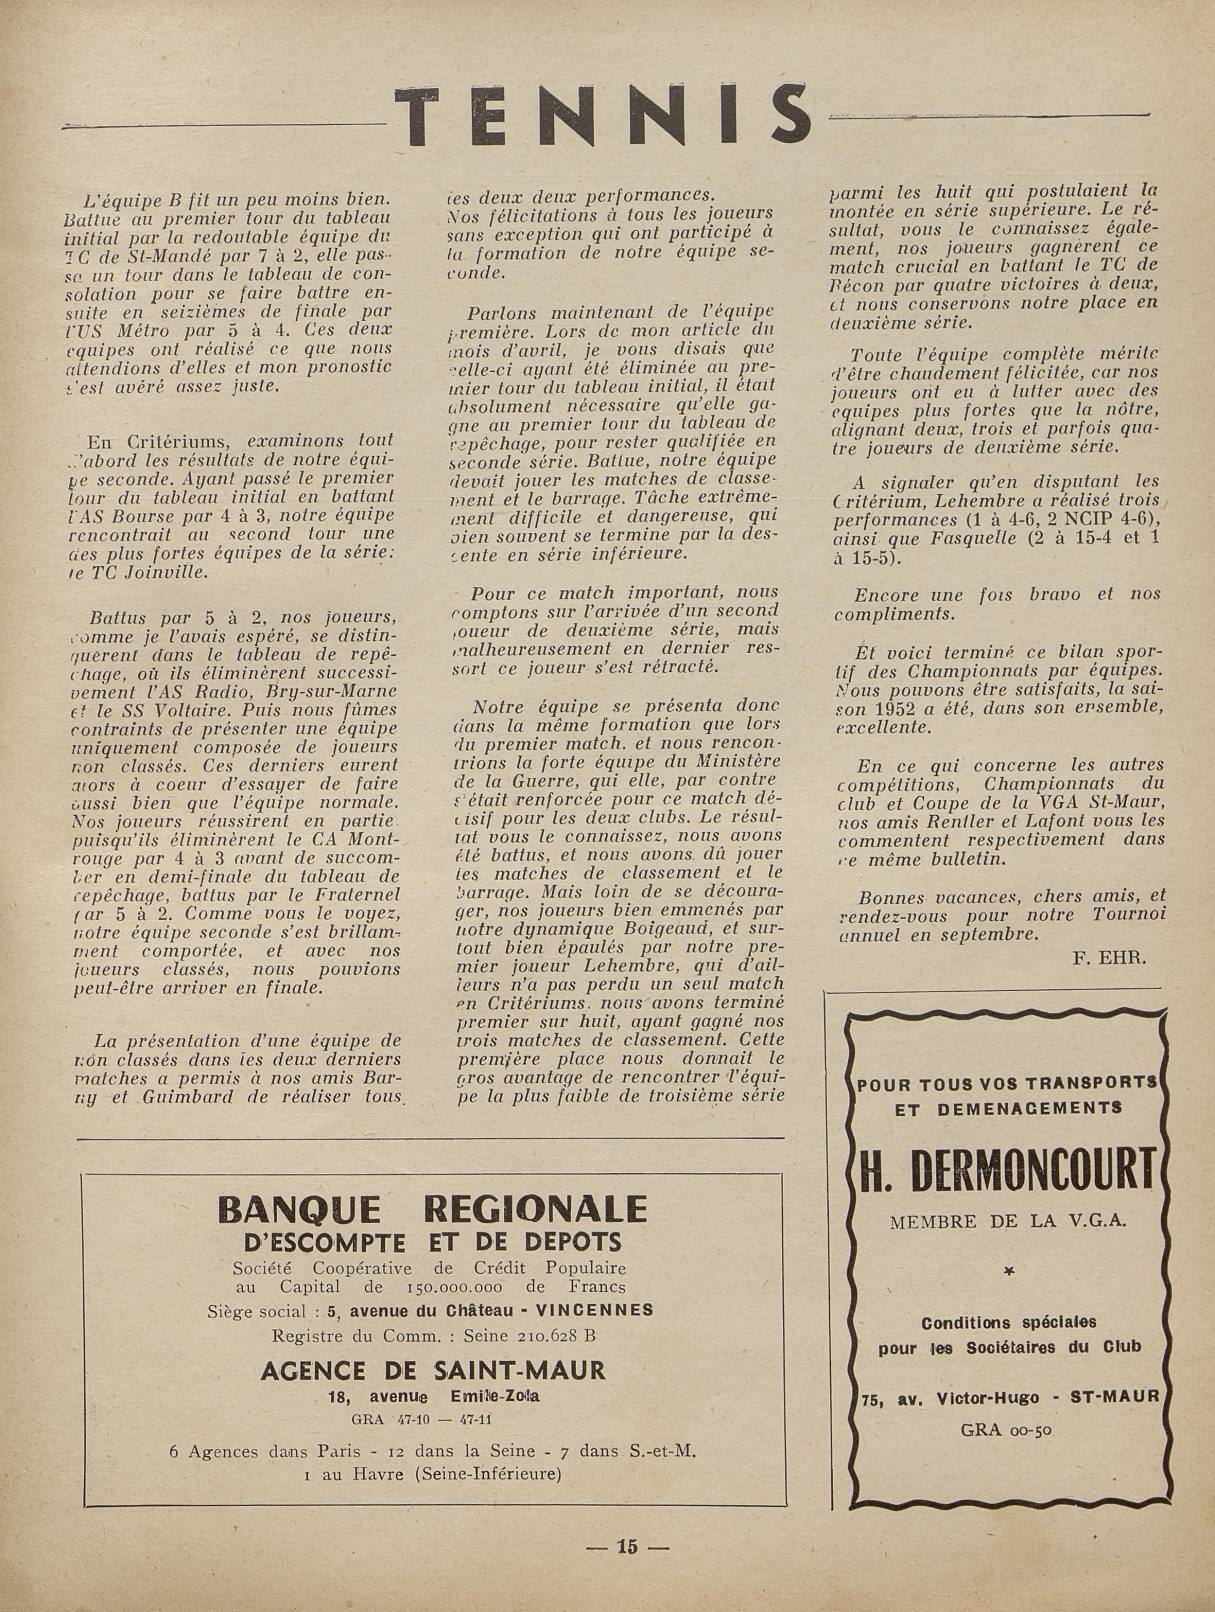 TENNIS
L'équipe B fit un peu moins bien.
Battue au premier tour du tableau
initial par la redoutable équipe du
TC de St-Mandé par 7 à 2, elle pas-
se un tour dans le tableau de con-
solation pour se faire battre en-
suite en seizièmes de finale par
l'US Métro par 5 à 4. Ces deux
equipes ont réalisé ce que nous
attendions d'elles et mon pronostic
s'est avéré assez juste.
En Critériums, examinons tout
d'abord les résultats de notre équi-
pe seconde. Ayant passé le premier
tour du tableau initial en battant
l'AS Bourse par 4 à 3, notre équipe
rencontrait au second tour une
des plus fortes équipes de la série:
le TC Joinville.
Battus par 5 à 2, nos joueurs,
comme je l'avais espéré, se distin-
guèrent dans le tableau de repê-
chage, où ils éliminèrent successi-
vement l'AS Radio, Bry-sur-Marne
et le SS Voltaire. Puis nous fûmes
contraints de présenter une équipe
uniquement composée de joueurs
non classés. Ces derniers eurent
alors à coeur d'essayer de faire
aussi bien que l'équipe normale.
Nos joueurs réussirent en partie
puisqu'ils éliminèrent le CA Mont-
rouge par 4 à 3 avant de succom-
ber en demi-finale du tableau de
repêchage, battus par le Fraternel
par 5 à 2. Comme vous le voyez,
notre équipe seconde s'est brillam-
ment comportée, et avec nos
joueurs classés, nous pouvions
peut-être arriver en finale.
La présentation d'une équipe de
non classés dans les deux derniers
matches a permis à nos amis Bar-
ny et Guimbard de réaliser tous
les deux deux performances.
Nos félicitations à tous les joueurs
sans exception qui ont participé à
la formation de notre équipe se-
conde.
Parlons maintenant de l'équipe
première. Lors de mon article du
mois d'avril, je vous disais que
celle-ci ayant été éliminée au pre-
mier tour du tableau initial, il était
absolument nécessaire qu'elle ga-
gne au premier tour du tableau de
repêchage, pour rester qualifiée en
seconde série. Battue, notre équipe
devait jouer les matches de classe-
ment et le barrage. Tâche extrême-
ment difficile et dangereuse, qui
bien souvent se termine par la des-
cente en série inférieure.
Pour ce match important, nous
comptons sur l'arrivée d'un second
joueur de deuxième série, mais
malheureusement en dernier res-
sort ce joueur s'est rétracté.
Notre équipe se présenta donc
dans la même formation que lors
du premier match. et nous rencon-
trions la forte équipe du Ministère
de la Guerre, qui elle, par contre
s'était renforcée pour ce match dé-
cisif pour les deux clubs. Le résul-
tat vous le connaissez, nous avons
été battus, et nous avons dû jouer
les matches de classement et le
barrage. Mais loin de se découra-
ger, nos joueurs bien emmenés par
notre dynamique Boigeaud, et sur-
tout bien épaulés par notre pre-
mier joueur Lehembre, qui d'ail-
leurs n'a pas perdu un seul match
en Critériums. nous avons terminé
premier sur huit, ayant gagné nos
trois matches de classement. Cette
première place nous donnait le
gros avantage de rencontrer l'équi-
pe la plus faible de troisième série
parmi les huit qui postulaient la
montée en série supérieure. Le ré-
sultat, vous le connaissez égale-
ment, nos joueurs gagnèrent ce
match crucial en battant le TC de
Bécon par quatre victoires à deux,
et nous conservons notre place en
deuxième série.
Toute l'équipe complète mérite
d'être chaudement félicitée, car nos
joueurs ont eu à lutter avec des
equipes plus fortes que la nôtre,
alignant deux, trois et parfois qua-
tre joueurs de deuxième série.
A signaler qu'en disputant les
Critérium, Lehembre a réalisé trois
performances (1 à 4-6, 2 NCIP 4-6),
ainsi que Fasquelle (2 à 15-4 et 1
à 15-5).
Encore une fois bravo et nos
compliments.
Et voici terminé ce bilan spor-
tif des Championnats par équipes.
Nous pouvons être satisfaits, la sai-
son 1952 a été, dans son ensemble,
excellente.
En ce qui concerne les autres
compétitions, Championnats du
club et Coupe de la VGA St-Maur,
nos amis Rentler et Lafont vous les
commentent respectivement dans
ce même bulletin.
Bonnes vacances, chers amis, et
rendez-vous pour notre Tournoi
annuel en septembre.
F. EHR.
BANQUE REGIONALE
D'ESCOMPTE ET DE DEPOTS
Société Coopérative de Crédit Populaire
au Capital de 150.000.000 de Francs
Siège social : 5, avenue du Château - VINCENNES
Registre du Comm. : Seine 210.628 B
AGENCE DE SAINT-MAUR
18, avenue Emile-Zola
GRA 47-10 — 47-11
6 Agences dans Paris - 12 dans la Seine - 7 dans S.-et-M.
1 au Havre (Seine-Inférieure)
POUR TOUS VOS TRANSPORTS
ET DEMENAGEMENTS
H. DERMONCOURT
MEMBRE DE LA V.G.A.
*
Conditions spéciales
pour les Sociétaires du Club
75, av. Victor-Hugo - ST-MAUR
GRA 00-50
— 15 —